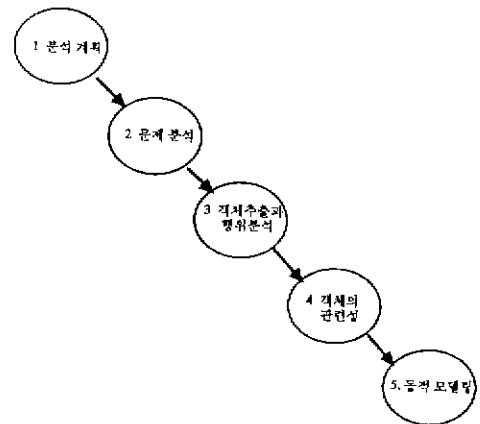 1 분석 계획
2 문제 분석
3 객체추출과
행위분석
4 객체의
관련성
5. 동적 모델링